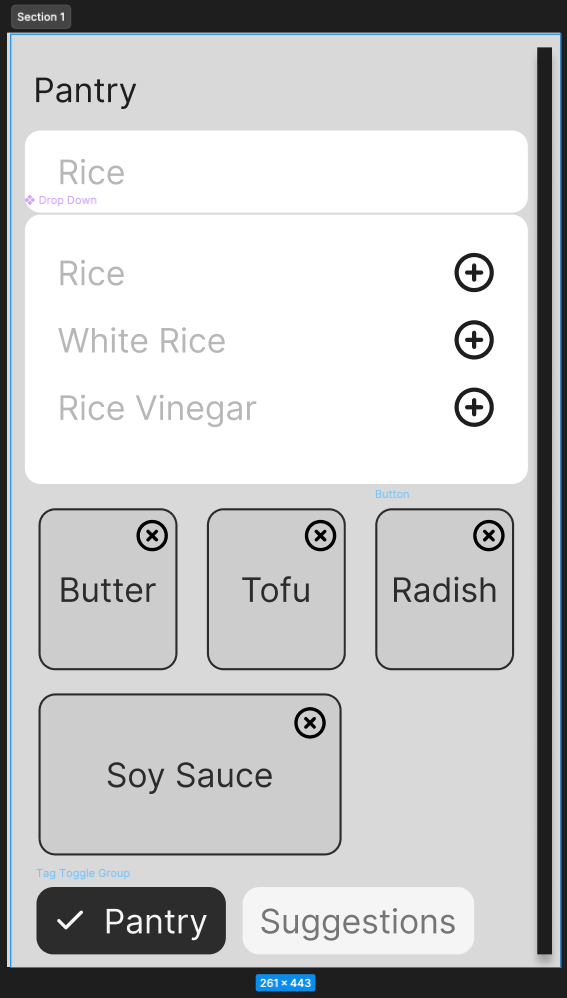 Section 1
Pantry
Rice
Drop Down
Rice
White Rice
Rice Vinegar
Button
Butter
Tofu
Radish
Soy Sauce
Tag Toggle Group
Pantry
Suggestions
261 × 443